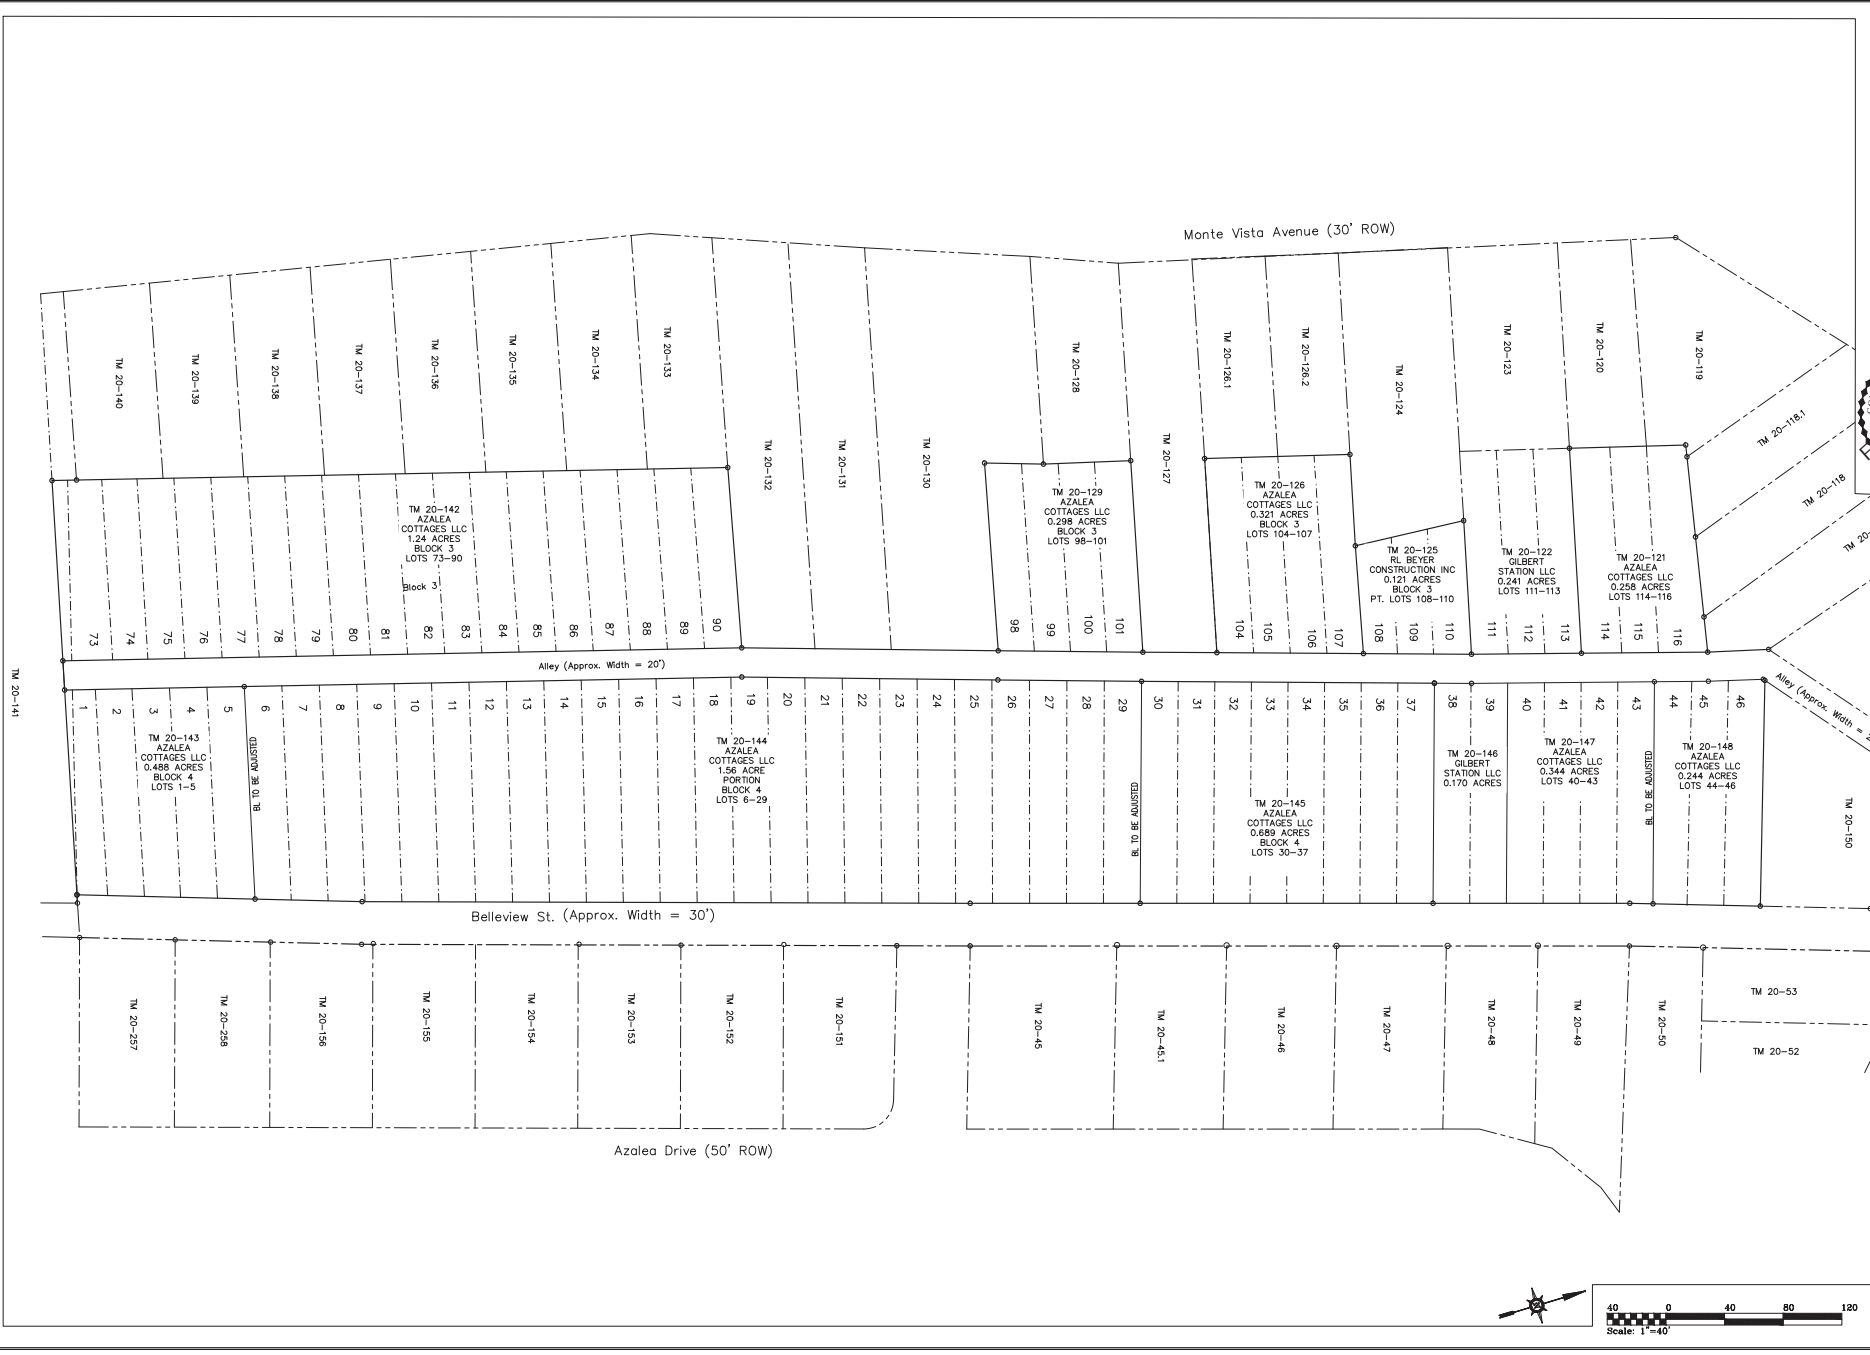 Monte Vista Avenue (30' ROW)
TM 20-140
TM 20-139
TM 20-138
TM 20-137
TM 20-136
TM 20-135
TM 20-134
TM 20-133
TM 20-132
TM 20-131
TM 20-130
TM 20-128
TM 20-127
TM 20-126.1
TM 20-126.2
TM 20-124
TM 20-123
TM 20-120
TM 20-119
TM 20-118.1
TM 20-118
TM 20-
TM 20-142
AZALEA
COTTAGES LLC
1.24 ACRES
BLOCK 3
LOTS 73-90
Block 3
TM 20-129
AZALEA
COTTAGES LLC
0.298 ACRES
BLOCK 3
LOTS 98-101
TM 20-126
AZALEA
COTTAGES LLC
0.321 ACRES
BLOCK 3
LOTS 104-107
TM 20-125
RL BEYER
CONSTRUCTION INC
0.121 ACRES
BLOCK 3
PT. LOTS 108-110
TM 20-122
GILBERT
STATION LLC
0.241 ACRES
LOTS 111-113
TM 20-121
AZALEA
COTTAGES LLC
0.258 ACRES
LOTS 114-116
73
74
75
76
77
78
79
80
81
82
83
84
85
86
87
88
89
90
98
99
100
101
104
105
106
107
108
109
110
111
112
113
114
115
116
Alley (Approx. Width = 20')
Alley (Approx. Width =
TM 20-141
1
2
3
4
5
6
7
8
9
10
11
12
13
14
15
16
17
18
19
20
21
22
23
24
25
26
27
28
29
30
31
32
33
34
35
36
37
38
39
40
41
42
43
44
45
46
TM 20-143
AZALEA
COTTAGES LLC
0.488 ACRES
BLOCK 4
LOTS 1-5
BL TO BE ADJUSTED
TM 20-144
AZALEA
COTTAGES LLC
1.56 ACRE
PORTION
BLOCK 4
LOTS 6-29
BL TO BE ADJUSTED
TM 20-145
AZALEA
COTTAGES LLC
0.689 ACRES
BLOCK 4
LOTS 30-37
TM 20-146
GILBERT
STATION LLC
0.170 ACRES
TM 20-147
AZALEA
COTTAGES LLC
0.344 ACRES
LOTS 40-43
BL TO BE ADJUSTED
TM 20-148
AZALEA
COTTAGES LLC
0.244 ACRES
LOTS 44-46
TM 20-150
Belleview St. (Approx. Width = 30')
TM 20-257
TM 20-258
TM 20-156
TM 20-155
TM 20-154
TM 20-153
TM 20-152
TM 20-151
TM 20-45
TM 20-45.1
TM 20-46
TM 20-47
TM 20-48
TM 20-49
TM 20-50
TM 20-53
TM 20-52
Azalea Drive (50' ROW)
40 0 40 80 120
Scale: 1"=40'